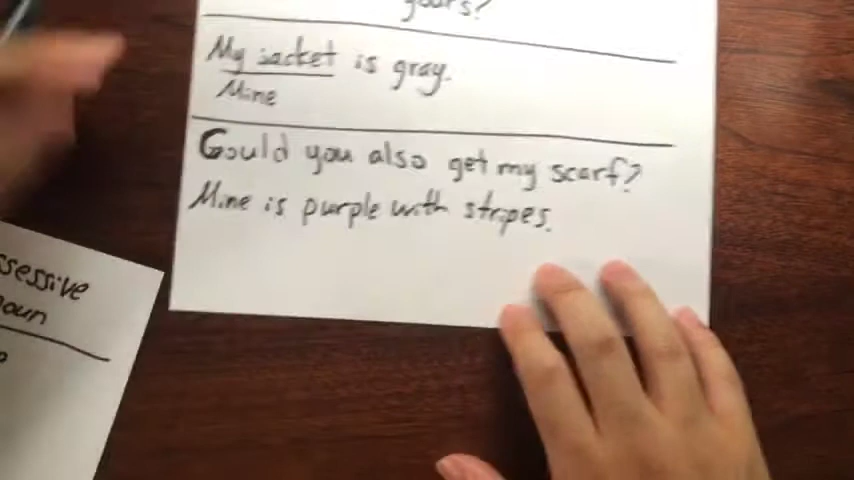 yours?
My jacket is gray.
Mine
Could you also get my scarf?
Mine is purple with stripes.
ssessive
noun